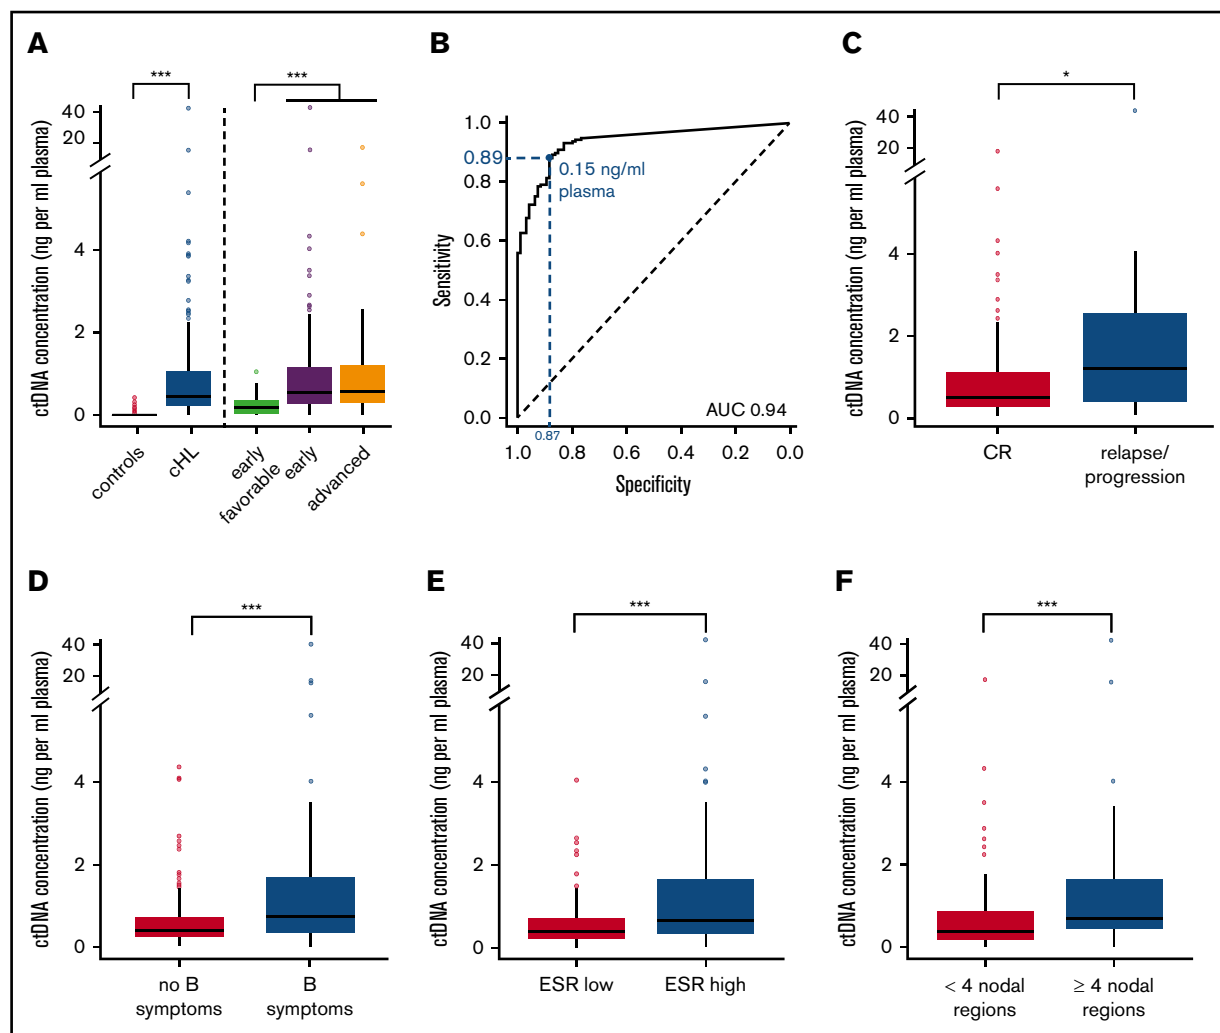 A
***
***
ctDNA concentration (ng per ml plasma)
40
20
4
2
0
controls
cHL
early
favorable
early
advanced
B
1.0
0.89
0.8
0.6
0.4
0.2
0.0
Sensitivity
0.15 ng/ml
plasma
AUC 0.94
0.87
1.0
0.8
0.6
0.4
0.2
0.0
Specificity
C
*
ctDNA concentration (ng per ml plasma)
40
20
4
2
0
CR
relapse/
progression
D
***
ctDNA concentration (ng per ml plasma)
40
20
4
2
0
no B
symptoms
B
symptoms
E
***
ctDNA concentration (ng per ml plasma)
40
20
4
2
0
ESR low
ESR high
F
***
ctDNA concentration (ng per ml plasma)
40
20
4
2
0
< 4 nodal
regions
≥ 4 nodal
regions